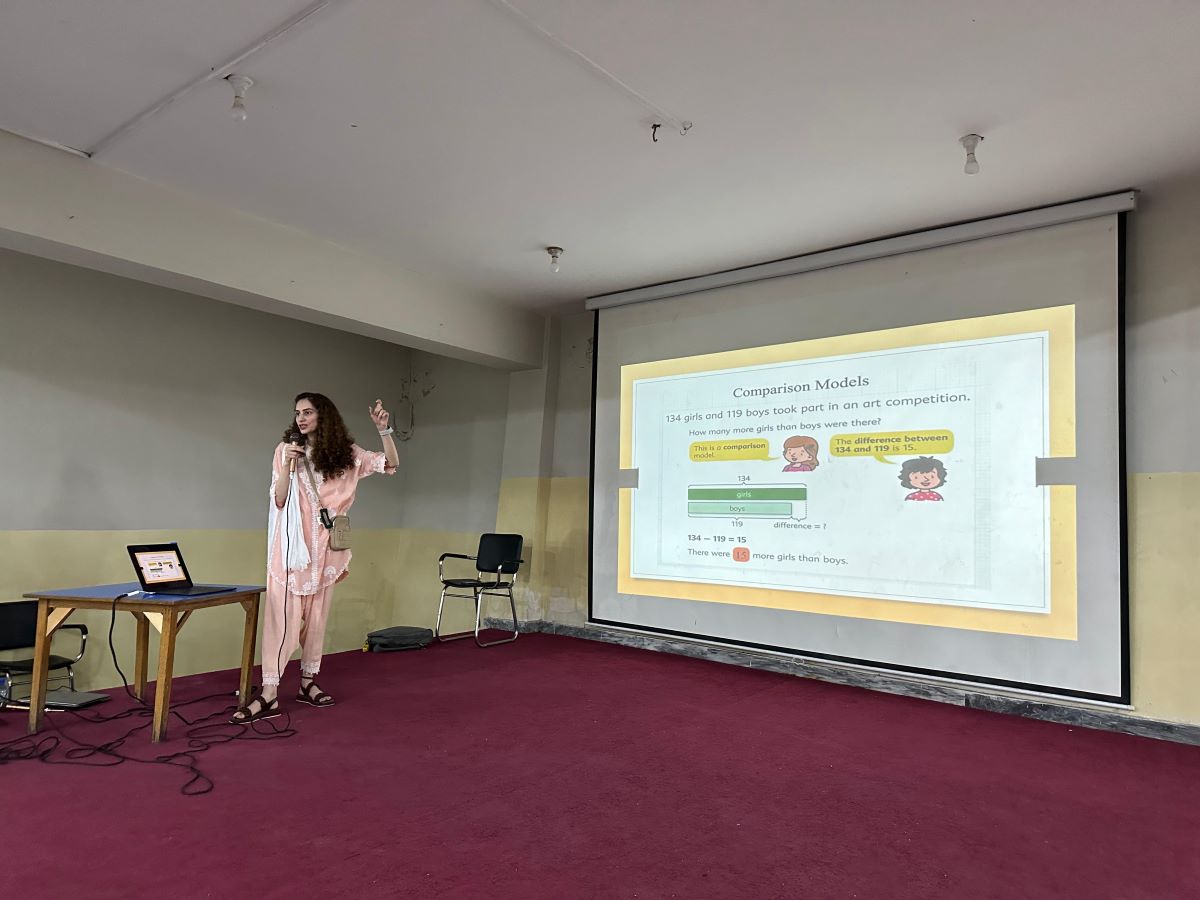 Comparison Models
134 girls and 119 boys took part in an art competition.
How many more girls than boys were there?
This is a comparison
model.
The difference between
134 and 119 is 15.
134
girls
boys
119
difference = ?
134 − 119 = 15
There were 15 more girls than boys.